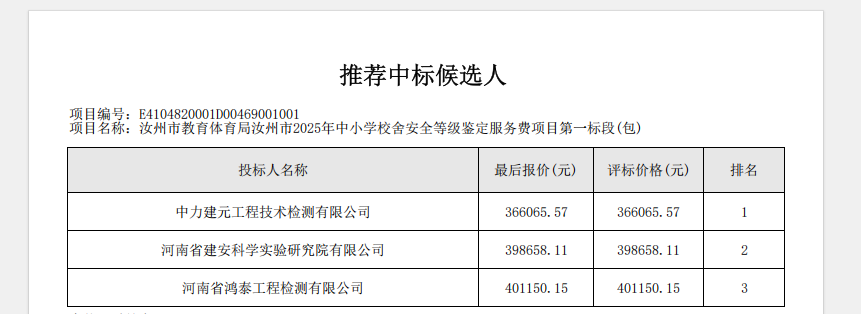 推荐中标候选人
项目编号：E4104820001D00469001001
项目名称：汝州市教育体育局汝州市2025年中小学校舍安全等级鉴定服务费项目第一标段(包)
投标人名称 最后报价(元) 评标价格(元) 排名
中力建元工程技术检测有限公司 366065.57 366065.57 1
河南省建安科学实验研究院有限公司 398658.11 398658.11 2
河南省鸿泰工程检测有限公司 401150.15 401150.15 3